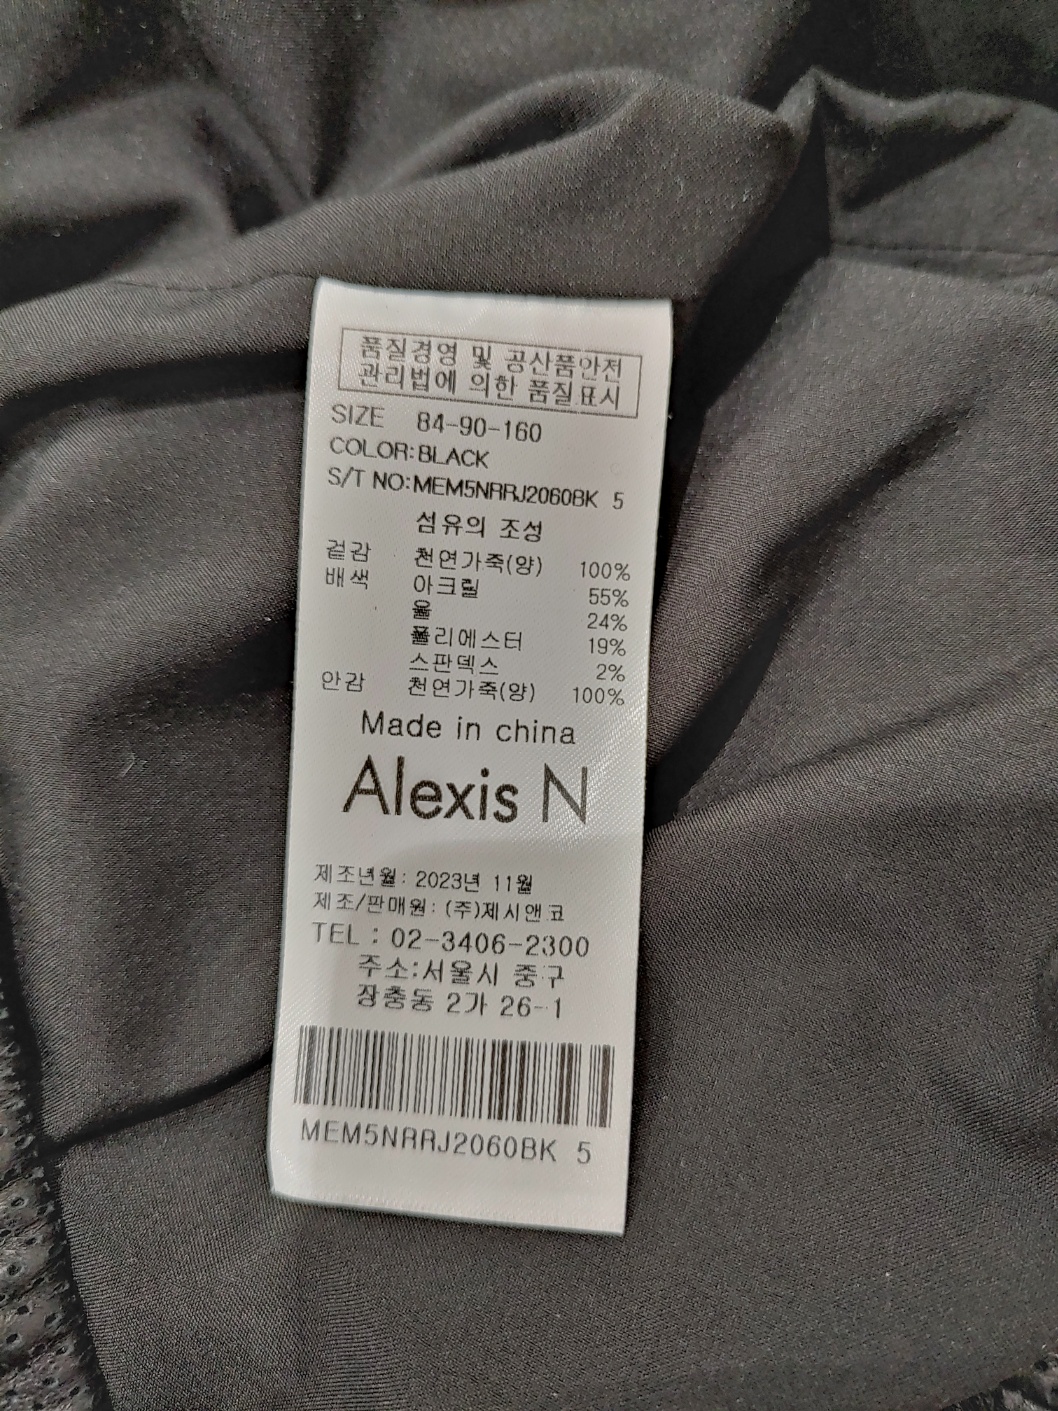 품질경영 및 공산품안전
관리법에 의한 품질표시
SIZE 84-90-160
COLOR:BLACK
S/T NO:MEM5NRRJ2060BK 5
섬유의 조성
겉감 천연가죽(양) 100%
배색 아크릴 55%
울 24%
폴리에스터 19%
스판덱스 2%
안감 천연가죽(양) 100%
Made in china
Alexis N
제조년월: 2023년 11월
제조/판매원: (주)제시앤코
TEL : 02-3406-2300
주소:서울시 중구
장충동 2가 26-1
MEM5NRRJ2060BK 5